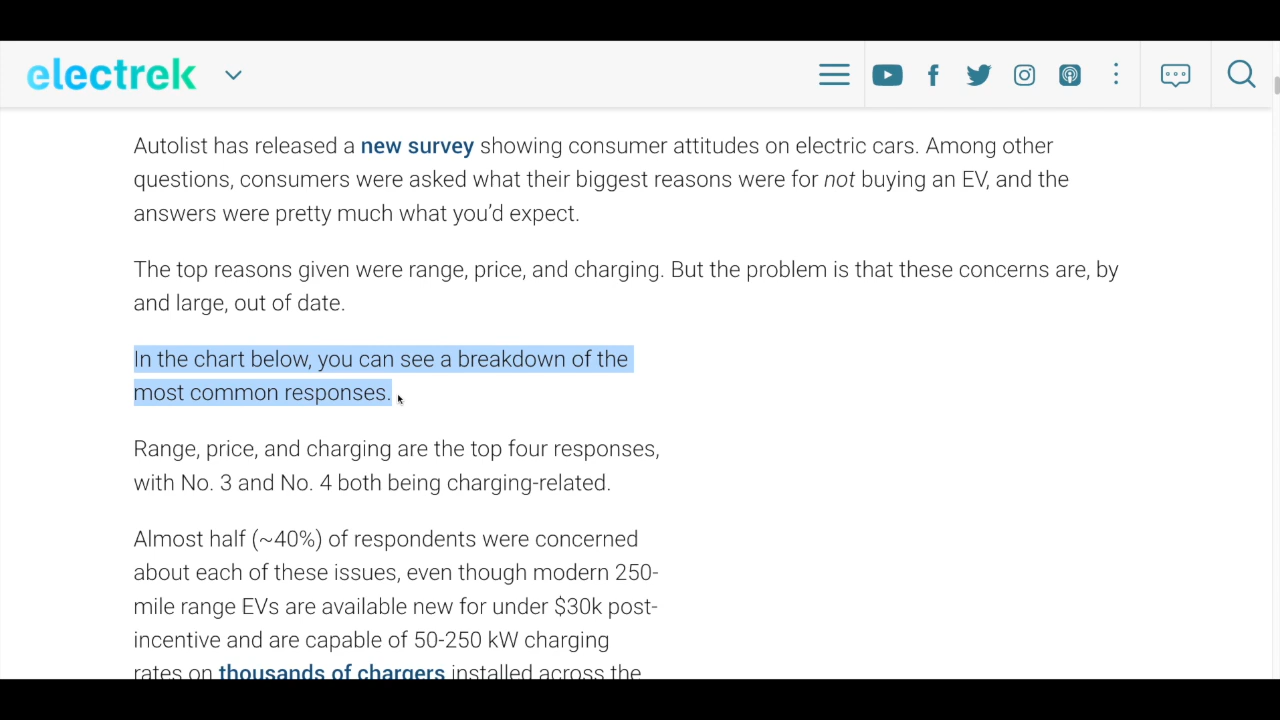 electrek
Autolist has released a new survey showing consumer attitudes on electric cars. Among other
questions, consumers were asked what their biggest reasons were for not buying an EV, and the
answers were pretty much what you’d expect.
The top reasons given were range, price, and charging. But the problem is that these concerns are, by
and large, out of date.
In the chart below, you can see a breakdown of the
most common responses.
Range, price, and charging are the top four responses,
with No. 3 and No. 4 both being charging-related.
Almost half (~40%) of respondents were concerned
about each of these issues, even though modern 250-
mile range EVs are available new for under $30k post-
incentive and are capable of 50-250 kW charging
rates on thousands of chargers installed across the